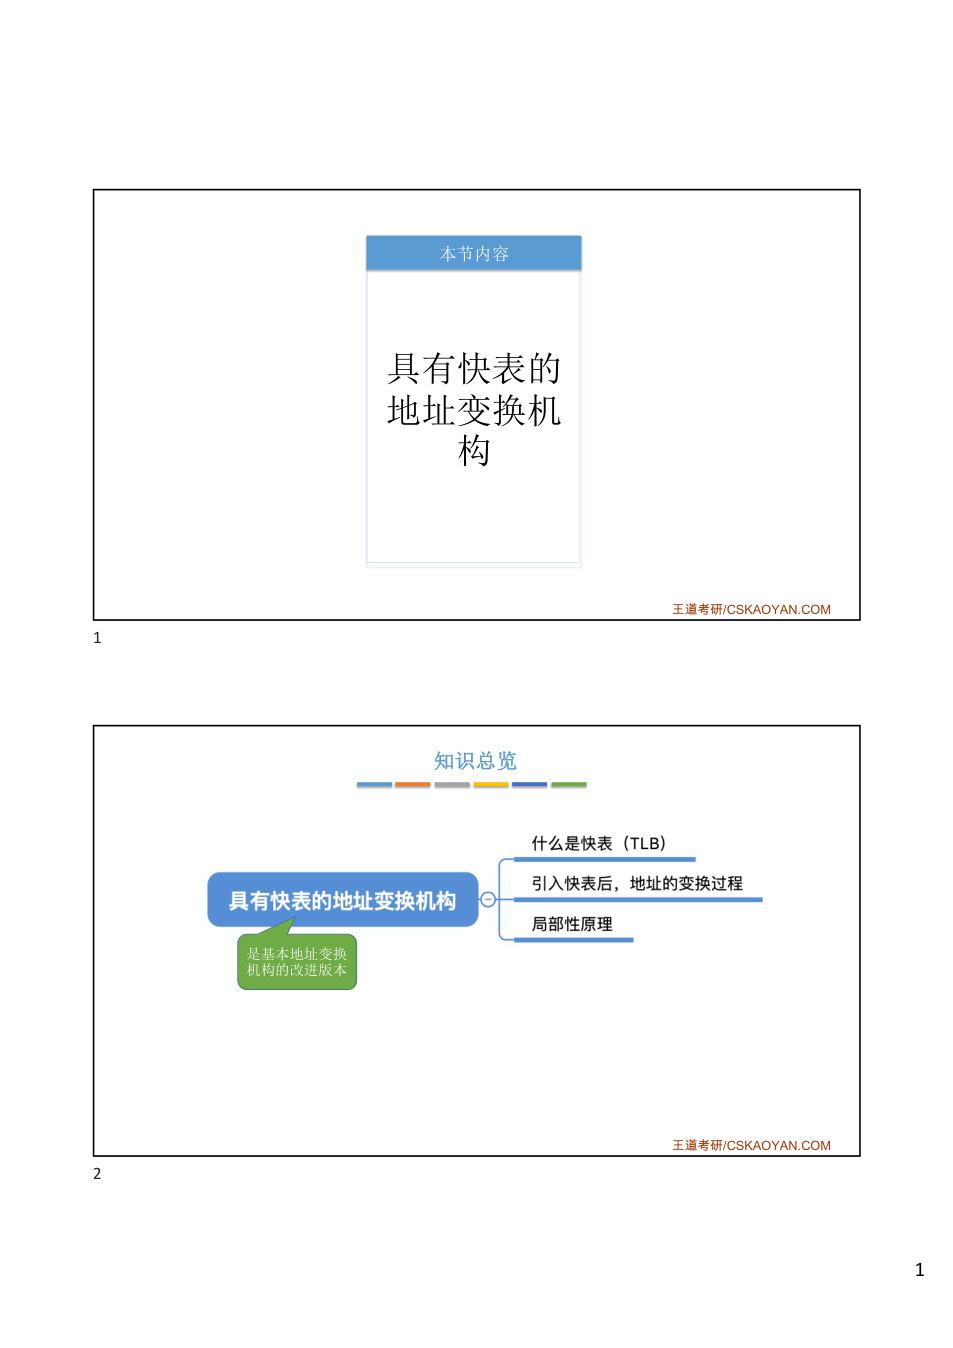 本节内容
具有快表的
地址变换机
构
王道考研/CSKAOYAN.COM
1
知识总览
什么是快表（TLB）
引入快表后，地址的变换过程
具有快表的地址变换机构
局部性原理
是基本地址变换
机构的改进版本
王道考研/CSKAOYAN.COM
2
1